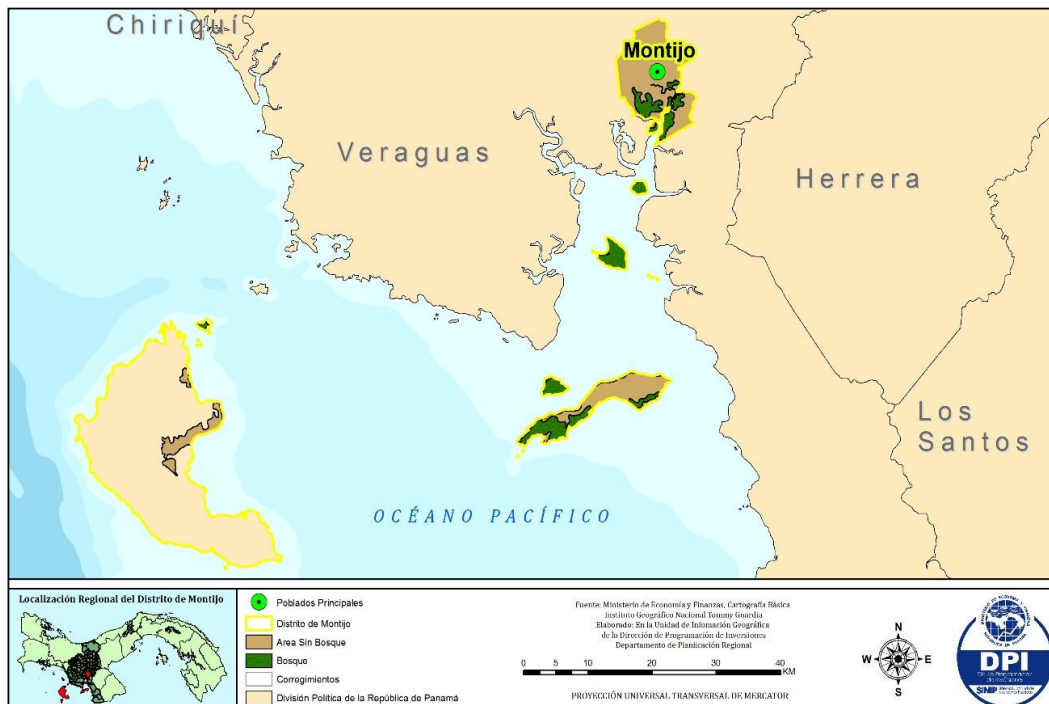 Chiriquí
Montijo
Veraguas
Herrera
Los
Santos
OCÉANO PACÍFICO
Localización Regional del Distrito de Montijo
Poblados Principales
Distrito de Montijo
Area Sin Bosque
Bosque
Corregimientos
División Política de la República de Panamá
Fuente: Ministerio de Economía y Finanzas, Cartografía Básica
Instituto Geográfico Nacional Tommy Guardia
Elaborado: En la Unidad de Infomación Geográfica
de la Dirección de Programación de Inversiones
Departamento de Planificación Regional
0 5 10 20 30 40
KM
PROYECCIÓN UNIVERSAL TRANSVERSAL DE MERCATOR
N
W E
S
DPI
SINIP